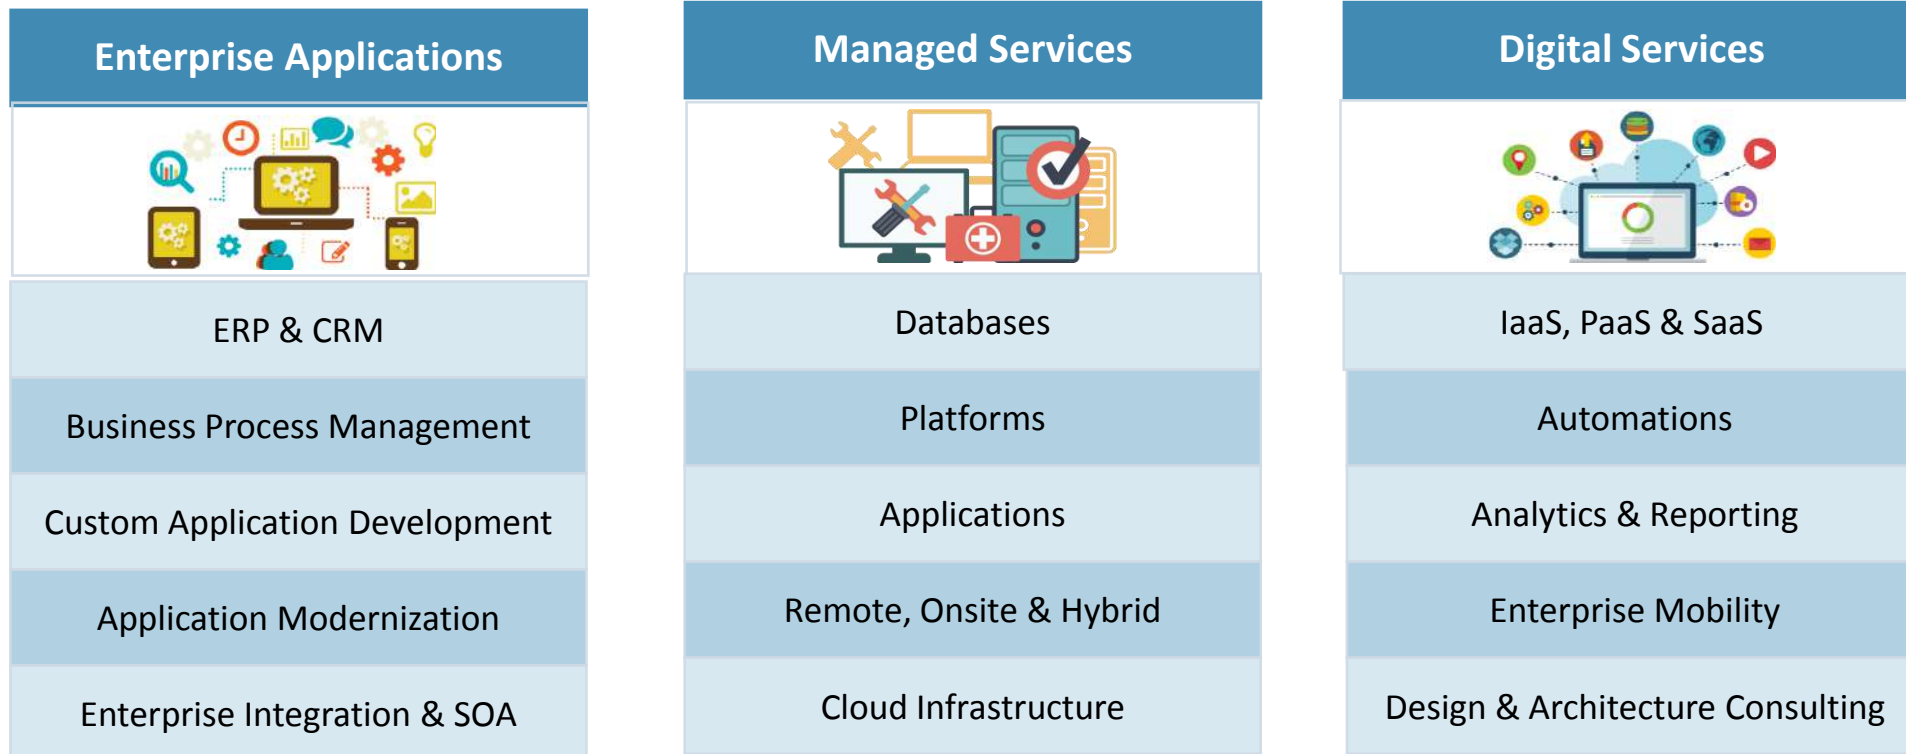 Enterprise Applications
ERP & CRM
Business Process Management
Custom Application Development
Application Modernization
Enterprise Integration & SOA
Managed Services
Databases
Platforms
Applications
Remote, Onsite & Hybrid
Cloud Infrastructure
Digital Services
IaaS, PaaS & SaaS
Automations
Analytics & Reporting
Enterprise Mobility
Design & Architecture Consulting